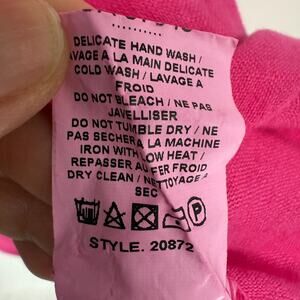 DELICATE HAND WASH /
AVAGE A LA MAIN DELICATE
COLD WASH / LAVAGE A
FROID
DO NOT BLEACH / NE PAS
JAVELLISER
DO NOT TUMBLE DRY / NE
PAS SECHER A LA MACHINE
IRON WITH LOW HEAT /
REPASSER AU FER FROID
DRY CLEAN / NETTOYAGE A
SEC
P
STYLE. 20872